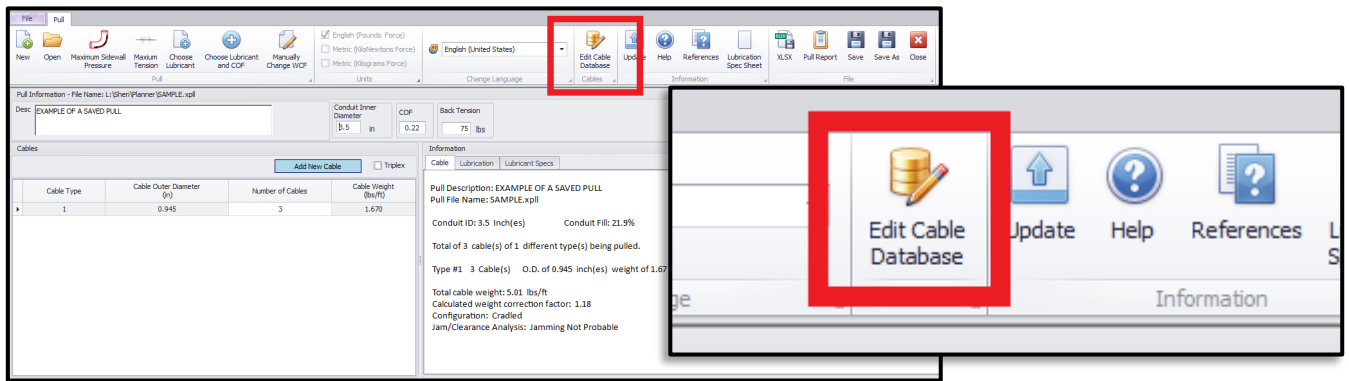 File Pull
New Open Maximum Sidewall Pressure Maxium Tension Choose Lubricant Choose Lubricant and COF Manually Change WCF
English (Pounds Force)
Metric (KiloNewtons Force)
Metric (Kilograms Force)
English (United States)
Edit Cable Database Update Help References Lubrication Spec Sheet XLSX Pull Report Save Save As Close
Pull Units Change Language Cables Information File
Pull Information - File Name: L:\Sheri\Planner\SAMPLE.xpll
Desc EXAMPLE OF A SAVED PULL
Conduit Inner Diameter
3.5 in
COF
0.22
Back Tension
75 lbs
Cables
Add New Cable Triplex
Cable Type Cable Outer Diameter (in) Number of Cables Cable Weight (lbs/ft)
1 0.945 3 1.670
Information
Cable Lubrication Lubricant Specs
Pull Description: EXAMPLE OF A SAVED PULL
Pull File Name: SAMPLE.xpll
Conduit ID: 3.5 Inch(es) Conduit Fill: 21.9%
Total of 3 cable(s) of 1 different type(s) being pulled.
Type #1 3 Cable(s) O.D. of 0.945 inch(es) weight of 1.67
Total cable weight: 5.01 lbs/ft
Calculated weight correction factor: 1.18
Configuration: Cradled
Jam/Clearance Analysis: Jamming Not Probable
Edit Cable Database
Update Help References
Information